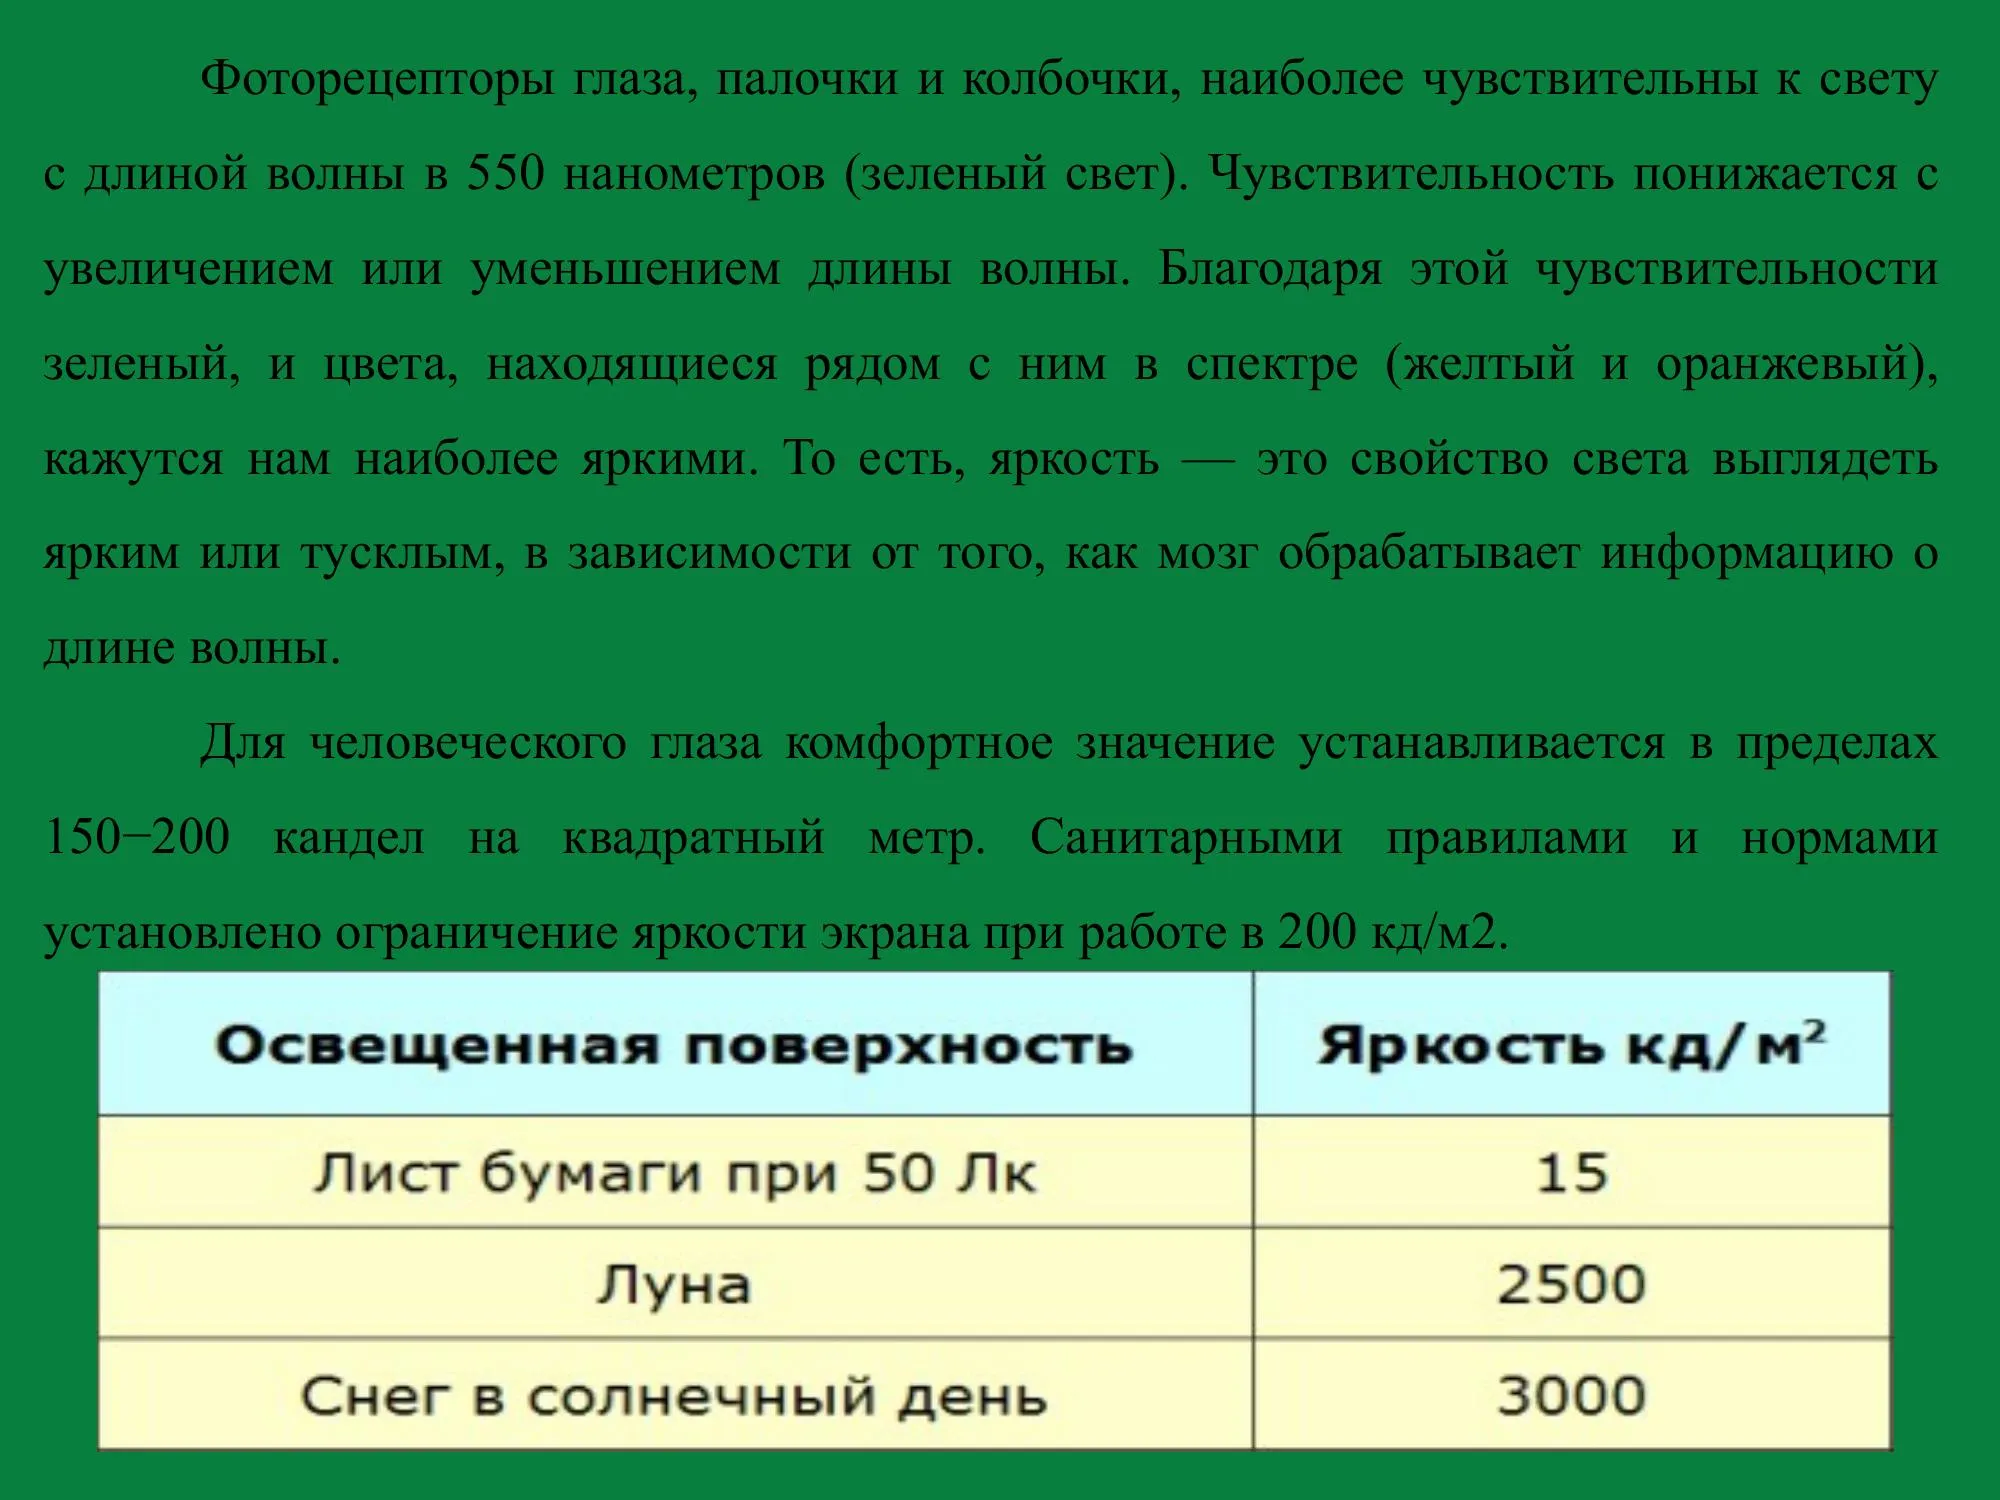 Фоторецепторы глаза, палочки и колбочки, наиболее чувствительны к свету
с длиной волны в 550 нанометров (зеленый свет). Чувствительность понижается с
увеличением или уменьшением длины волны. Благодаря этой чувствительности
зеленый, и цвета, находящиеся рядом с ним в спектре (желтый и оранжевый),
кажутся нам наиболее яркими. То есть, яркость — это свойство света выглядеть
ярким или тусклым, в зависимости от того, как мозг обрабатывает информацию о
длине волны.
Для человеческого глаза комфортное значение устанавливается в пределах
150−200 кандел на квадратный метр. Санитарными правилами и нормами
установлено ограничение яркости экрана при работе в 200 кд/м2.
Освещенная поверхность Яркость кд/м²
Лист бумаги при 50 Лк 15
Луна 2500
Снег в солнечный день 3000